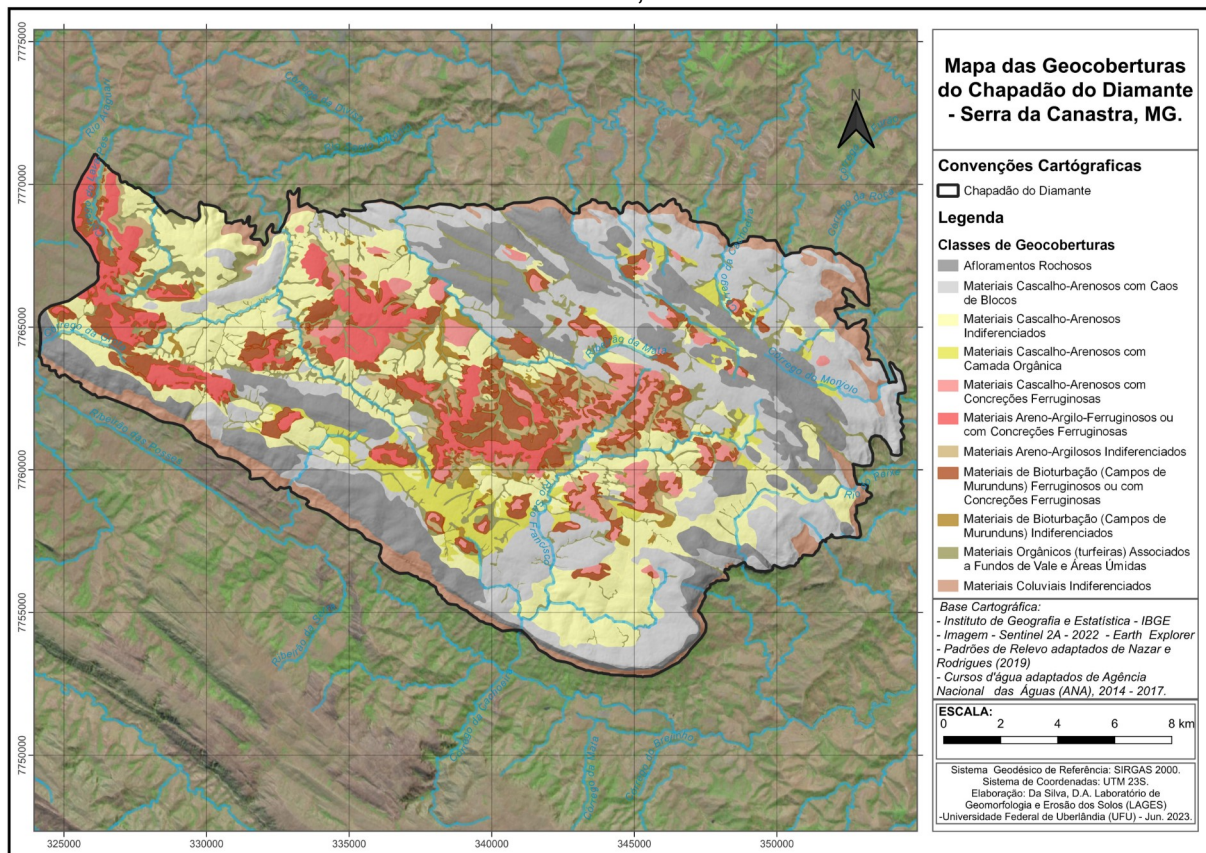 Mapa das Geocoberturas
do Chapadão do Diamante
- Serra da Canastra, MG.
Convenções Cartógraficas
Chapadão do Diamante
Legenda
Classes de Geocoberturas
Afloramentos Rochosos
Materiais Cascalho-Arenosos com Caos
de Blocos
Materiais Cascalho-Arenosos
Indiferenciados
Materiais Cascalho-Arenosos com
Camada Orgânica
Materiais Cascalho-Arenosos com
Concreções Ferruginosas
Materiais Areno-Argilo-Ferruginosos ou
com Concreções Ferruginosas
Materiais Areno-Argilosos Indiferenciados
Materiais de Bioturbação (Campos de
Murunduns) Ferruginosos ou com
Concreções Ferruginosas
Materiais de Bioturbação (Campos de
Murunduns) Indiferenciados
Materiais Orgânicos (turfeiras) Associados
a Fundos de Vale e Áreas Úmidas
Materiais Coluviais Indiferenciados
Base Cartográfica:
- Instituto de Geografia e Estatística - IBGE
- Imagem - Sentinel 2A - 2022 - Earth Explorer
- Padrões de Relevo adaptados de Nazar e
Rodrigues (2019)
- Cursos d'água adaptados de Agência
Nacional das Águas (ANA), 2014 - 2017.
ESCALA:
0 2 4 6 8 km
Sistema Geodésico de Referência: SIRGAS 2000.
Sistema de Coordenadas: UTM 23S.
Elaboração: Da Silva, D.A. Laboratório de
Geomorfologia e Erosão dos Solos (LAGES)
-Universidade Federal de Uberlândia (UFU) - Jun. 2023.
N
7775000
7770000
7765000
7760000
7755000
7750000
325000 330000 335000 340000 345000 350000
Rio São
Francisco
Ribeirão da Mata
Córrego do Monjolo